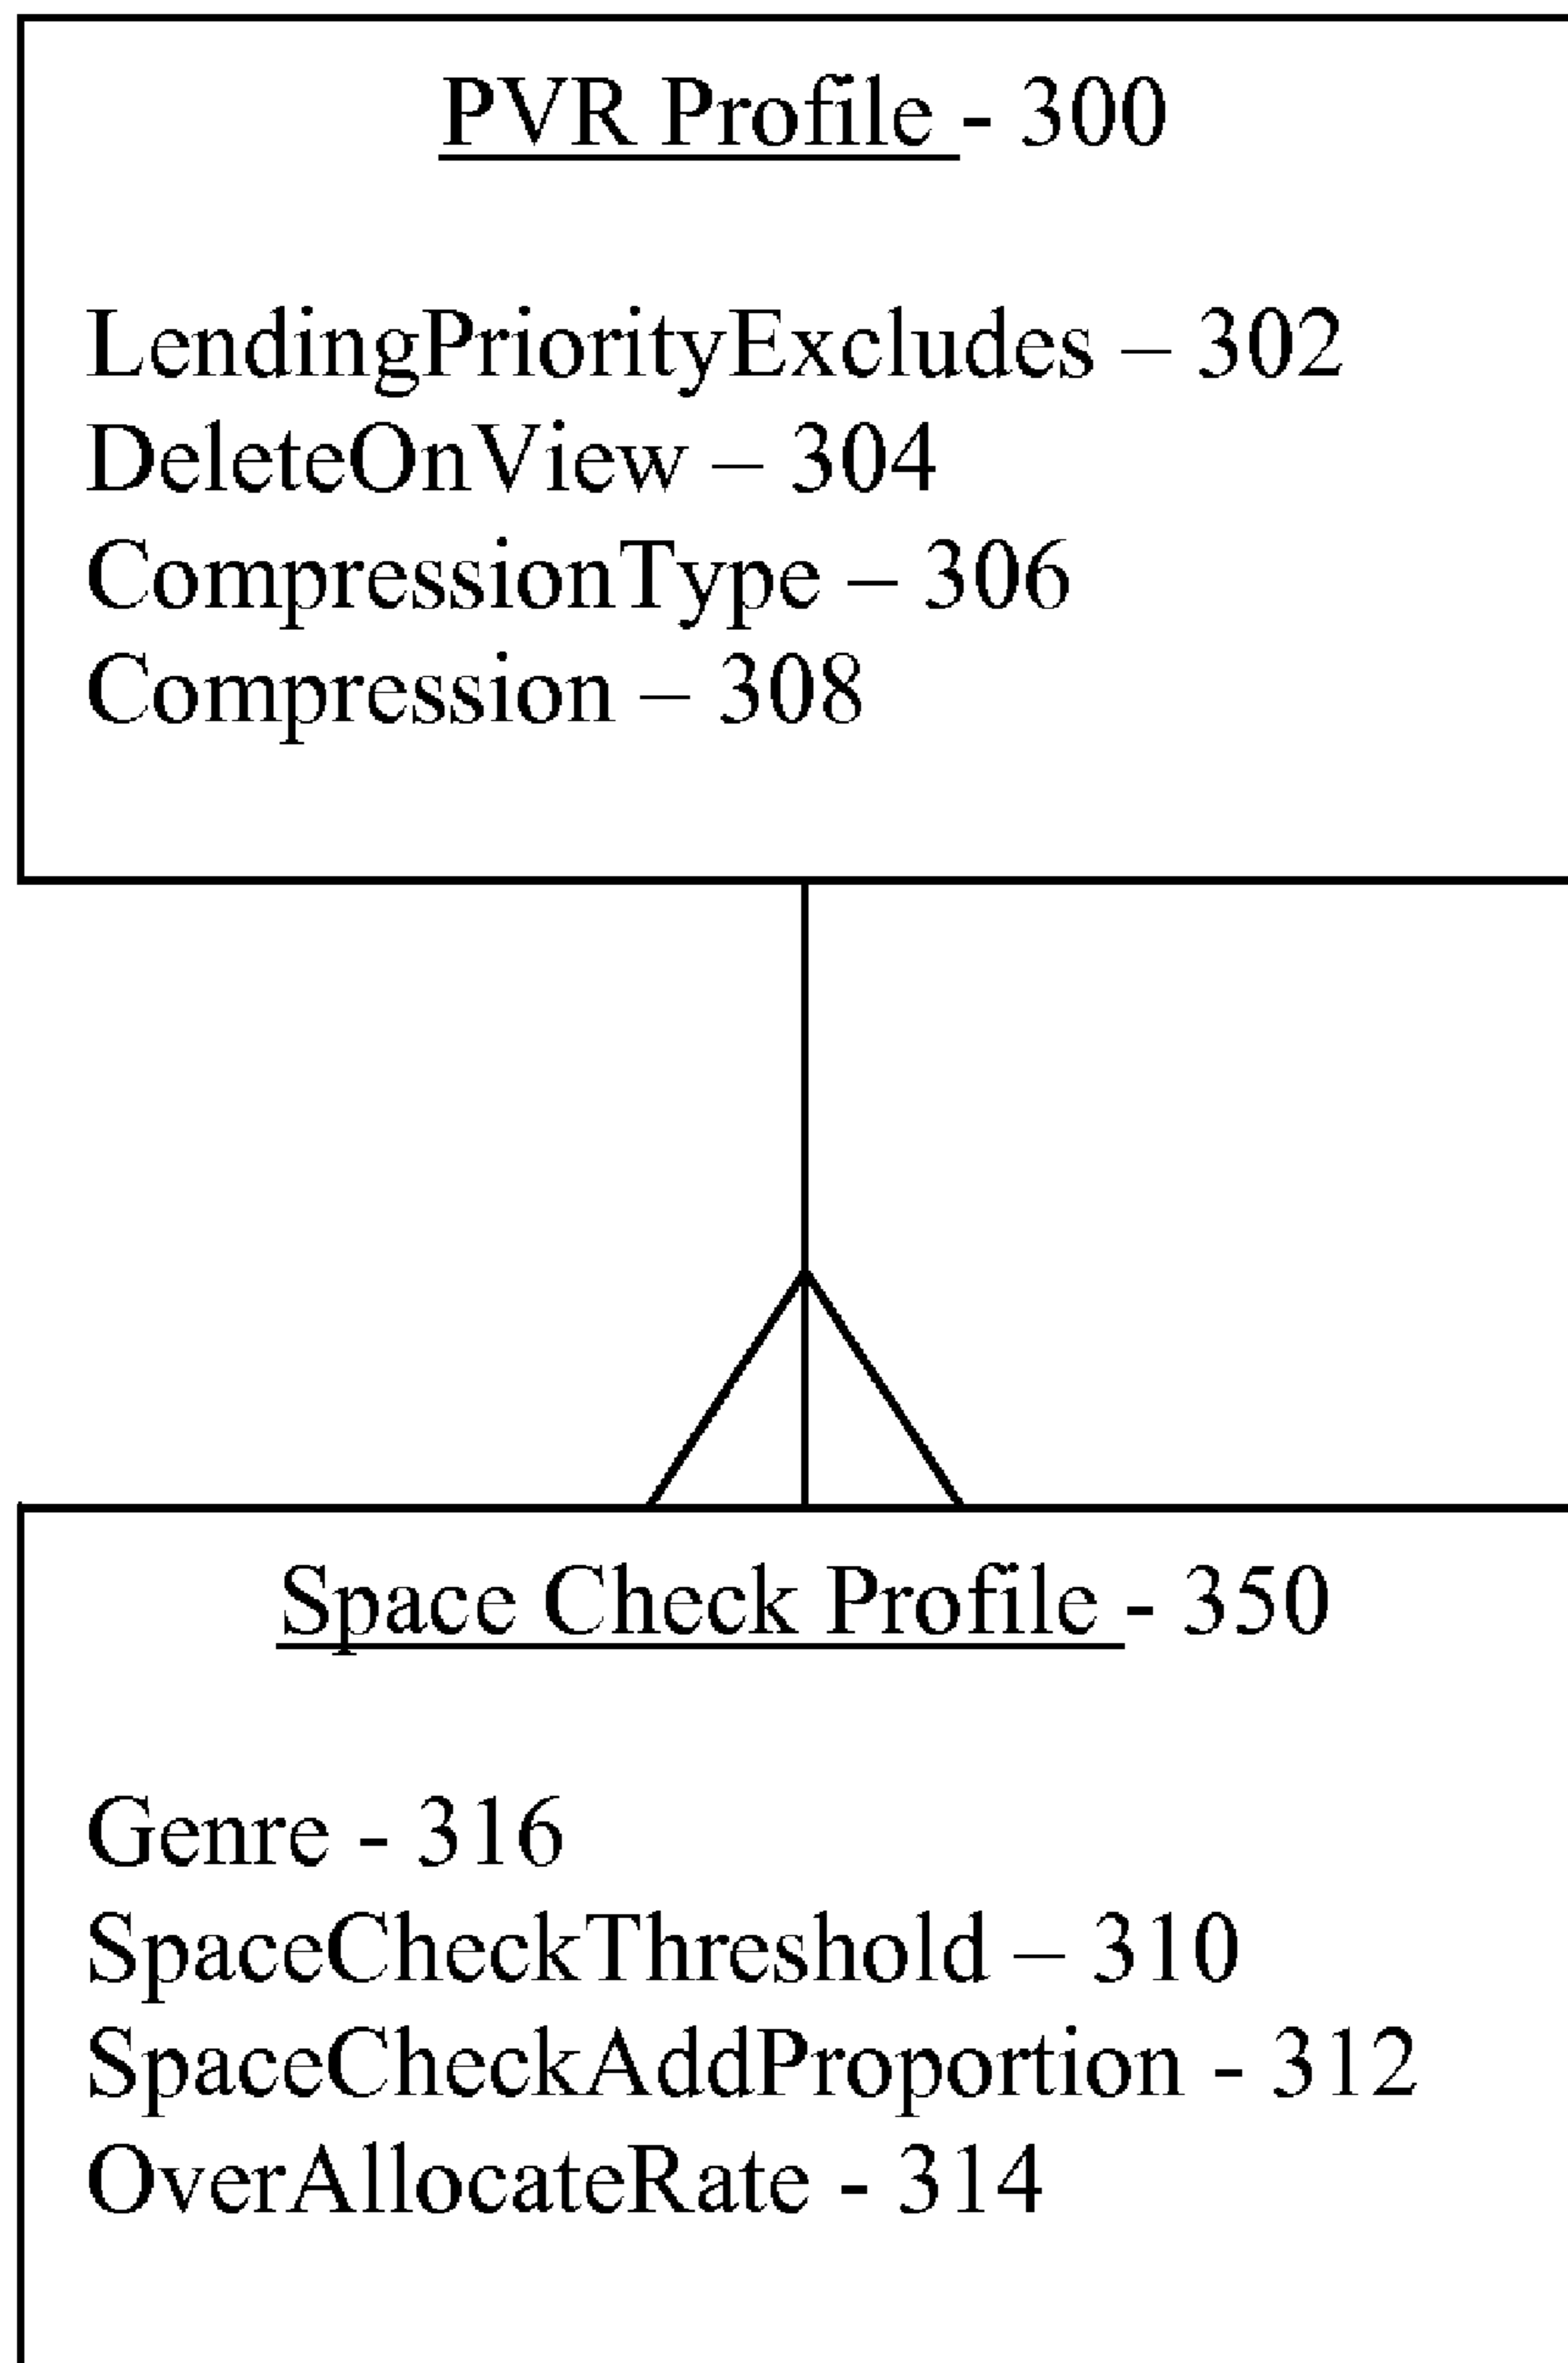 PVR Profile - 300
LendingPriorityExcludes – 302
DeleteOnView – 304
CompressionType – 306
Compression – 308
Space Check Profile - 350
Genre - 316
SpaceCheckThreshold – 310
SpaceCheckAddProportion - 312
OverAllocateRate - 314